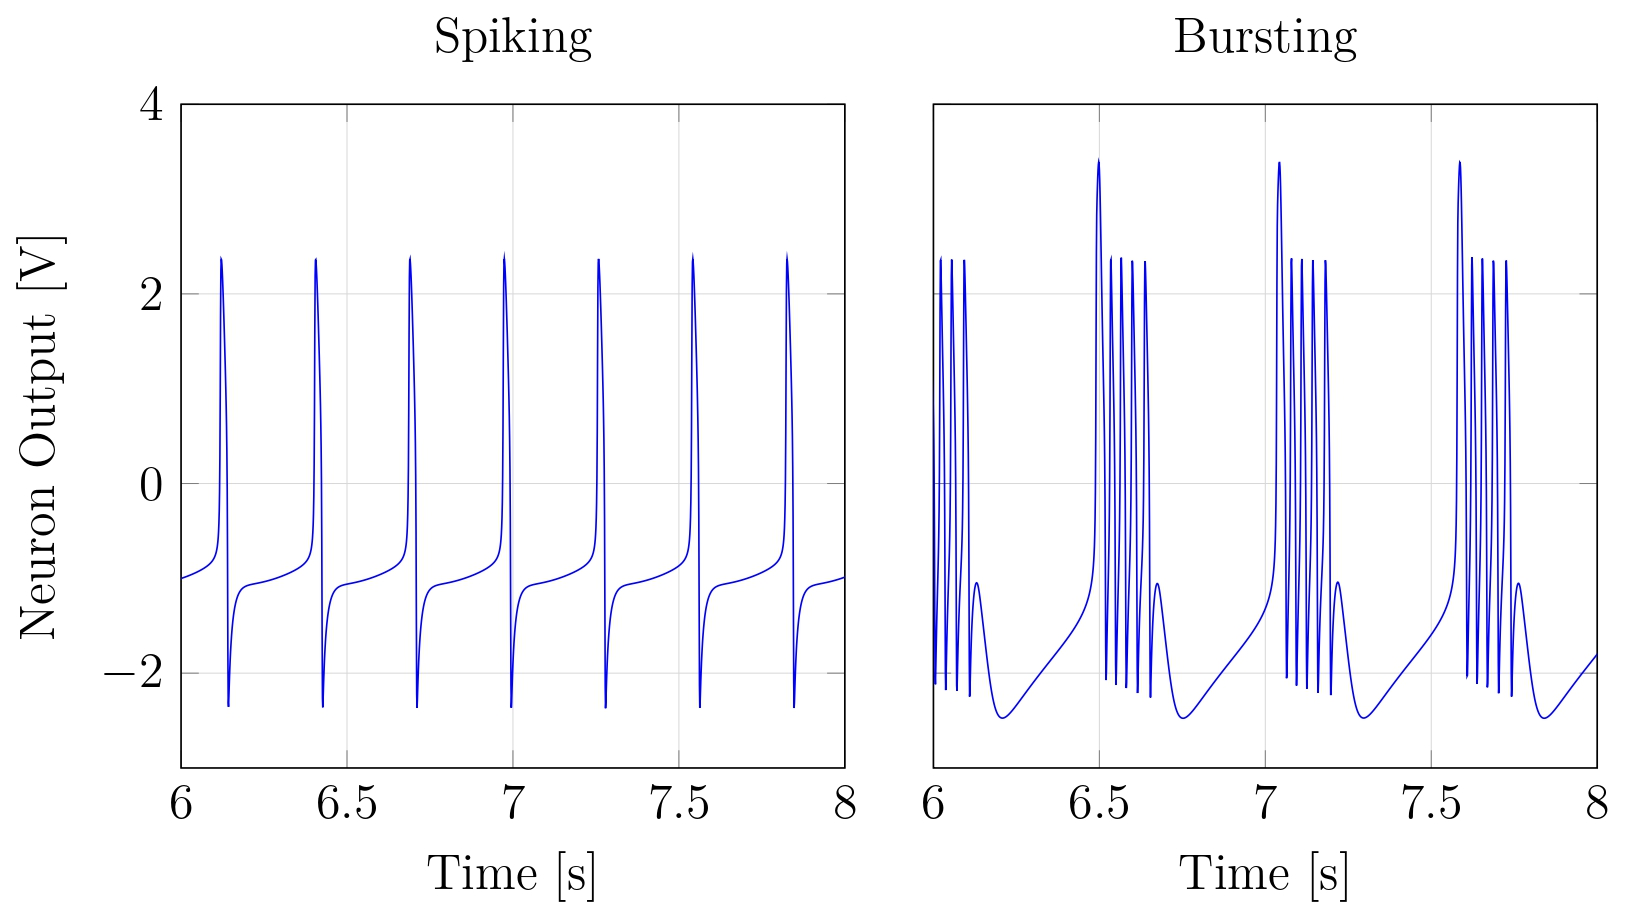 Spiking
Bursting
Neuron Output [V]
4
2
0
−2
6 6.5 7 7.5 8
6 6.5 7 7.5 8
Time [s]
Time [s]